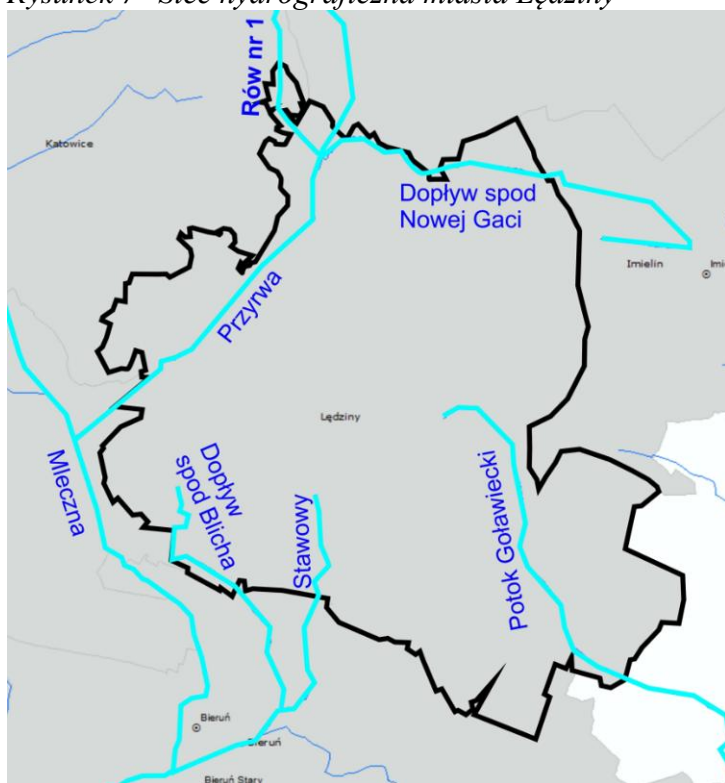 Rysunek 7 Sieć hydrograficzna miasta Lędziny
Rów nr 1
Katowice
Dopływ spod
Nowej Gaci
Imielin
Przyrwa
Lędziny
Mleczna
Dopływ
spod Blicha
Stawowy
Potok Goławiecki
Bieruń
Bieruń
Bieruń Stary